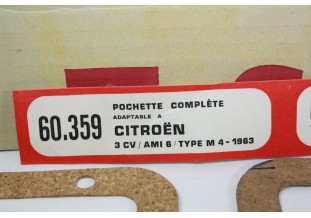 60.359
POCHETTE COMPLÈTE
ADAPTABLE A
CITROËN
3 CV / AMI 6 / TYPE M 4 - 1963